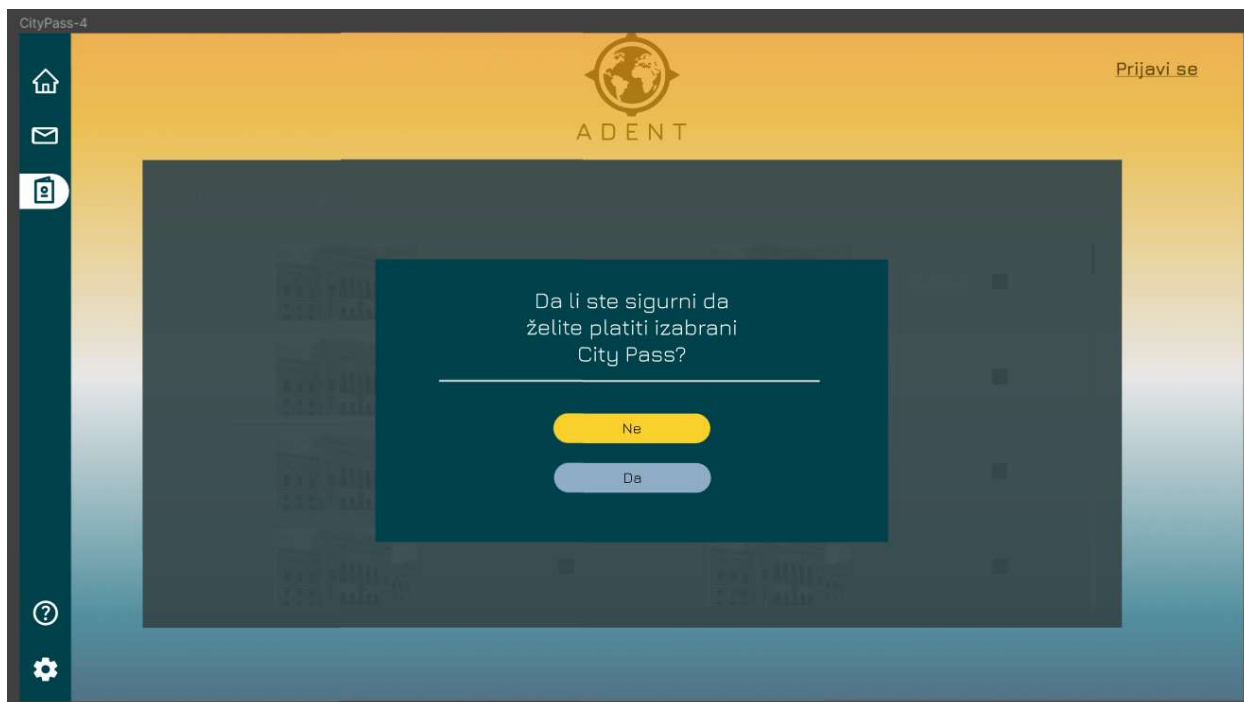 CityPass-4
Prijavi se
ADENT
Da li ste sigurni da
želite platiti izabrani
City Pass?
Ne
Da